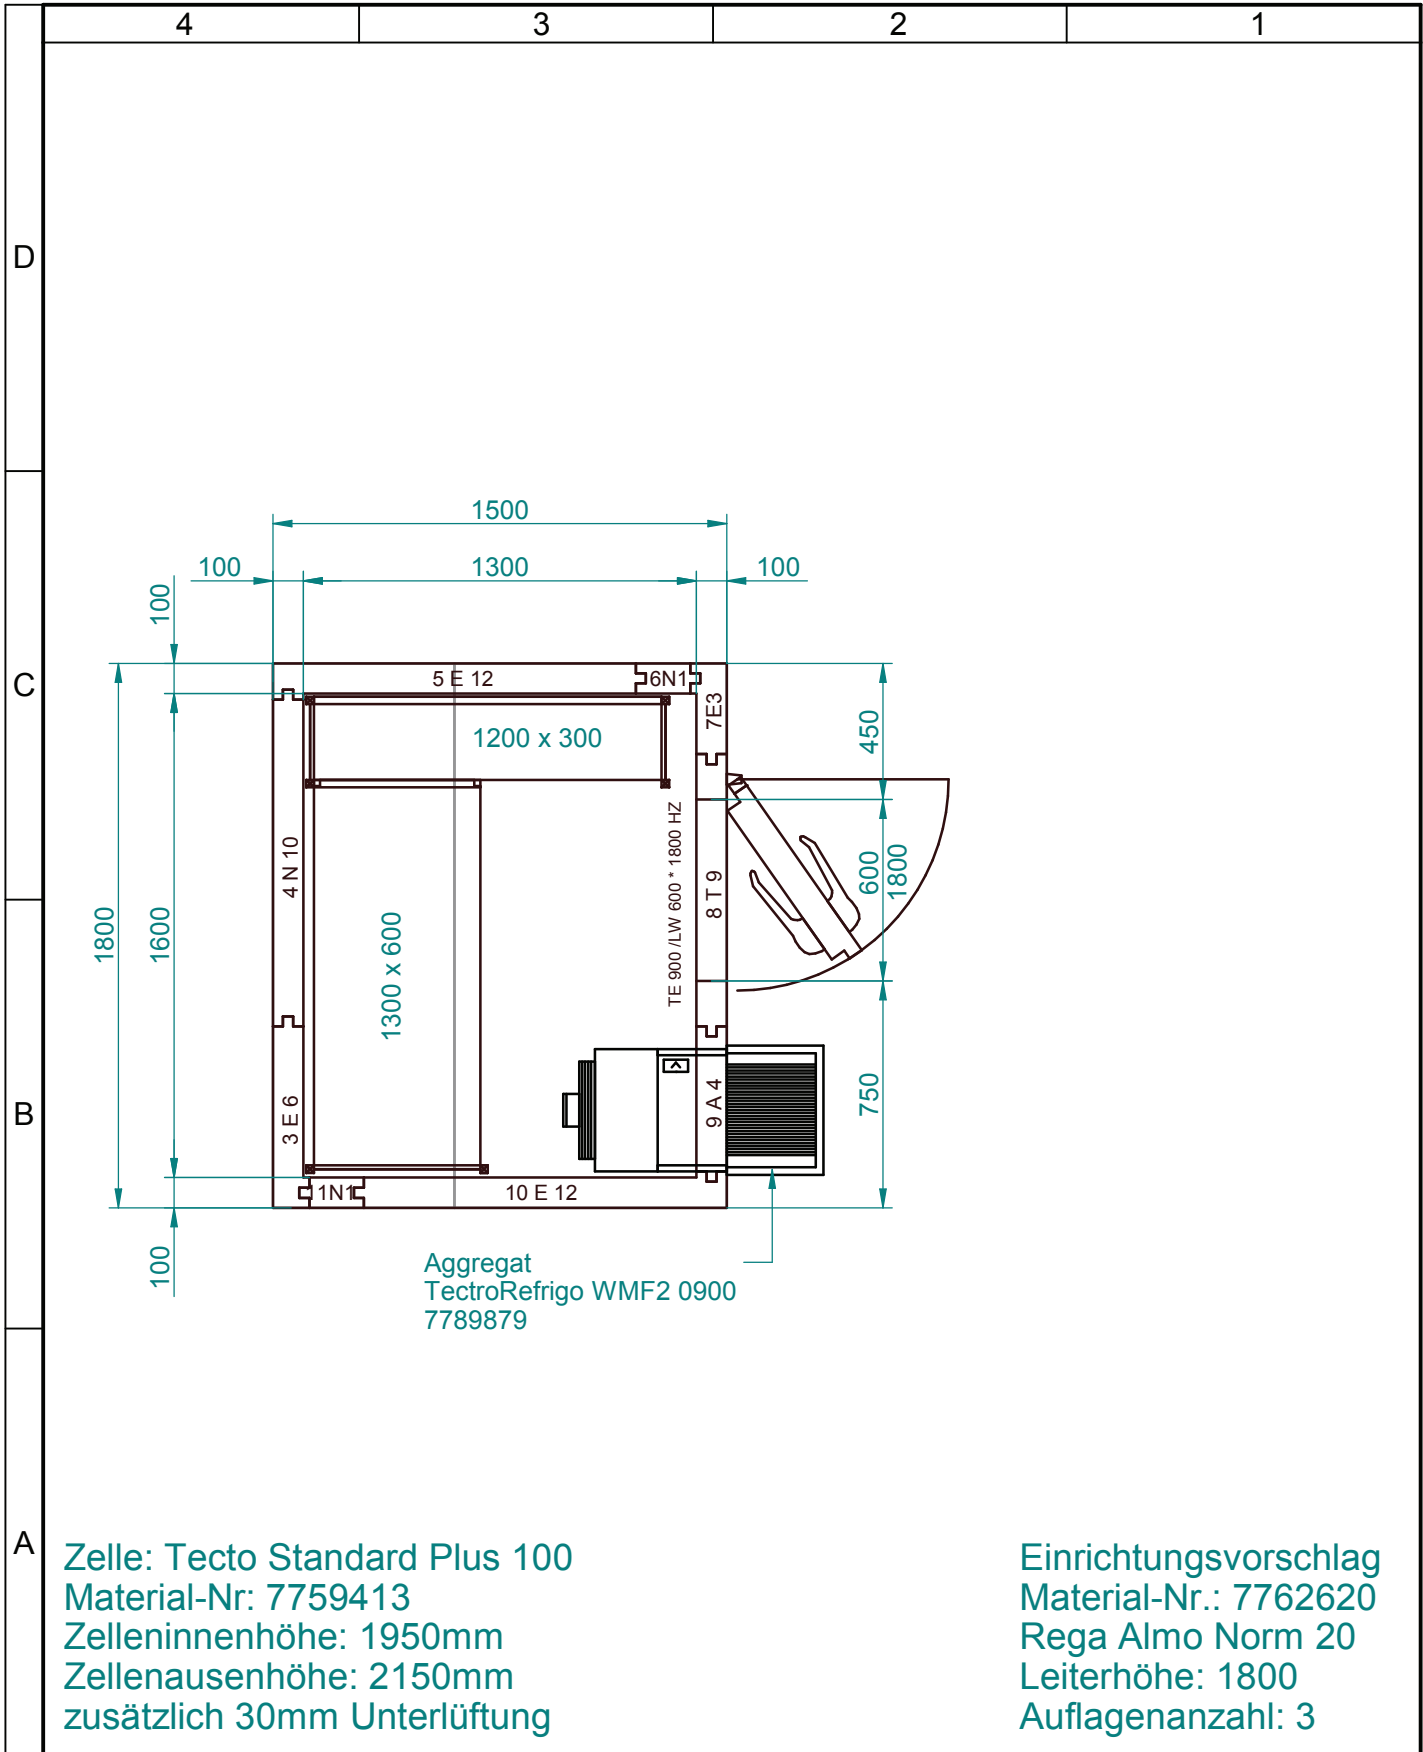 4
3
2
1
D
C
B
A
1500
100
1300
100
100
5 E 12
6N1
7E3
1200 x 300
450
TE 900 /LW 600 * 1800 HZ
4 N 10
8 T 9
600
1800
1800
1600
1300 x 600
3 E 6
9 A 4
750
1N1
10 E 12
100
Aggregat
TectroRefrigo WMF2 0900
7789879
Zelle: Tecto Standard Plus 100
Material-Nr: 7759413
Zelleninnenhöhe: 1950mm
Zellenausenhöhe: 2150mm
zusätzlich 30mm Unterlüftung
Einrichtungsvorschlag
Material-Nr.: 7762620
Rega Almo Norm 20
Leiterhöhe: 1800
Auflagenanzahl: 3